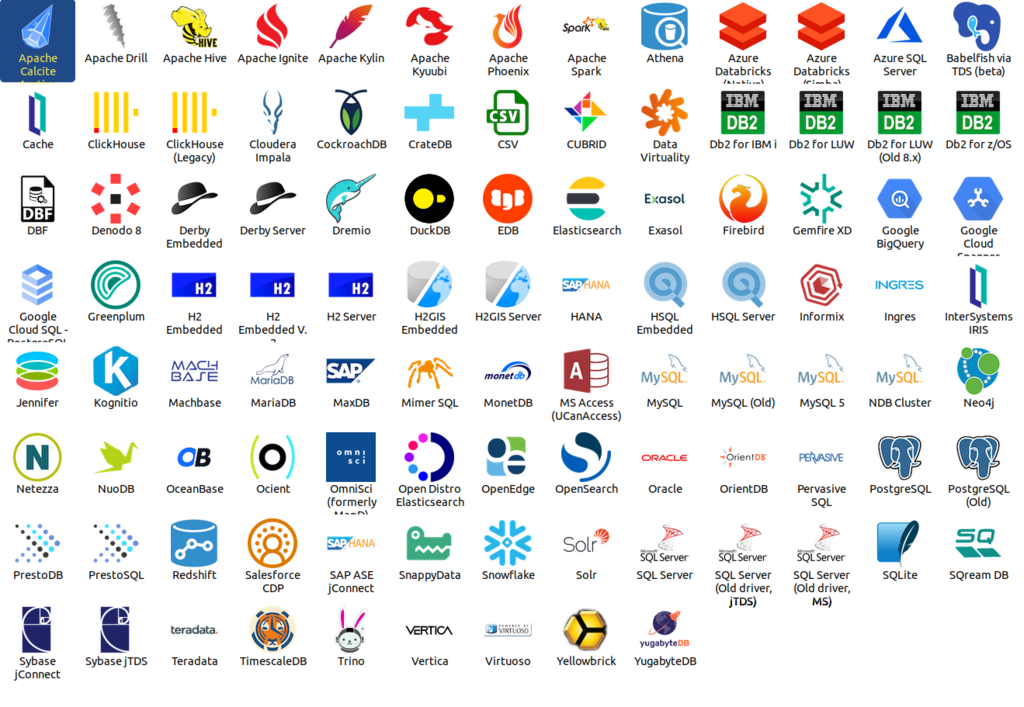 Apache Calcite
Apache Drill
HIVE
Apache Hive
Apache Ignite
Apache Kylin
Apache Kyuubi
Apache Phoenix
Spark
Apache Spark
Athena
Azure Databricks
Azure Databricks
Azure SQL Server
Babelfish via TDS (beta)
Cache
ClickHouse
ClickHouse (Legacy)
Cloudera Impala
CockroachDB
CrateDB
CSV
CSV
CUBRID
Data Virtuality
IBM DB2
Db2 for IBM i
IBM DB2
Db2 for LUW
IBM DB2
Db2 for LUW (Old 8.x)
IBM DB2
Db2 for z/OS
DBF
DBF
Denodo 8
Derby Embedded
Derby Server
Dremio
DuckDB
EDB
EDB
Elasticsearch
Exasol
Exasol
Firebird
Gemfire XD
Google BigQuery
Google Cloud Spanner
Google Cloud SQL - PostgreSQL
Greenplum
H2
H2 Embedded
H2
H2 Embedded V.
H2
H2 Server
H2GIS Embedded
H2GIS Server
SAP HANA
HANA
HSQL Embedded
HSQL Server
Informix
INGRES
Ingres
InterSystems IRIS
Jennifer
K
Kognitio
MACH BASE
Machbase
MariaDB
MariaDB
SAP
MaxDB
Mimer SQL
monetdb
MonetDB
A
MS Access (UCanAccess)
MySQL
MySQL
MySQL
MySQL (Old)
MySQL
MySQL 5
MySQL
NDB Cluster
Neo4j
N
Netezza
NuoDB
OB
OceanBase
Ocient
omnisci
OmniSci (formerly MapD)
Open Distro Elasticsearch
OpenEdge
OpenSearch
ORACLE
Oracle
OrientDB
OrientDB
PERVASIVE
Pervasive SQL
PostgreSQL
PostgreSQL (Old)
PrestoDB
PrestoSQL
Redshift
Salesforce CDP
SAP HANA
SAP ASE jConnect
SnappyData
Snowflake
Solr
Solr
SQL Server
SQL Server
SQL Server
SQL Server (Old driver, jTDS)
SQL Server
SQL Server (Old driver, MS)
SQLite
SQ
SQream DB
Sybase jConnect
Sybase jTDS
teradata.
Teradata
TimescaleDB
Trino
VERTICA
Vertica
POWERED BY VIRTUOSO
Virtuoso
Yellowbrick
yugabyteDB
YugabyteDB